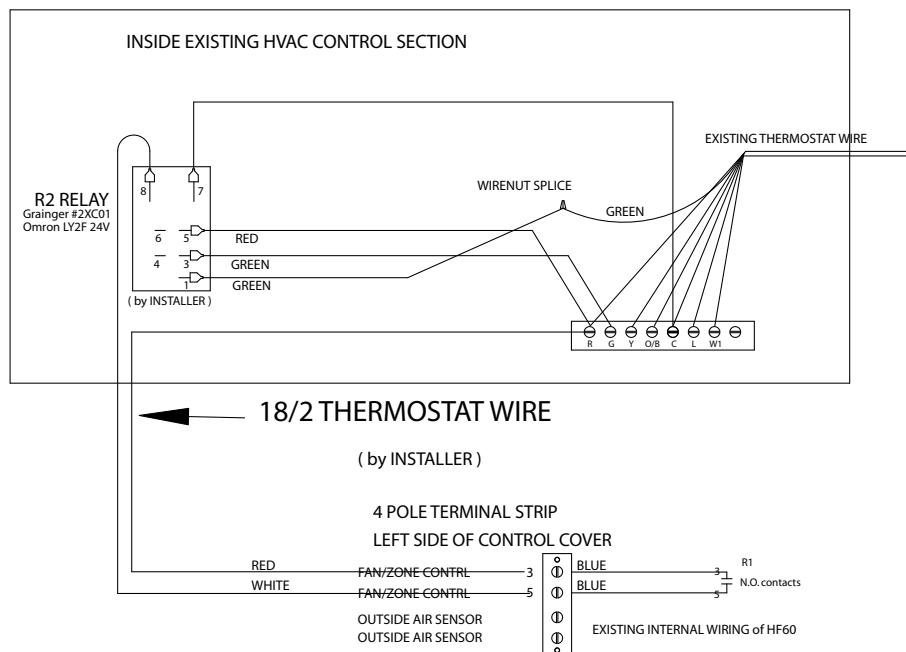 INSIDE EXISTING HVAC CONTROL SECTION
EXISTING THERMOSTAT WIRE
R2 RELAY
Grainger #2XC01
Omron LY2F 24V
8
7
WIRENUT SPLICE
GREEN
6
5
RED
4
3
GREEN
1
GREEN
( by INSTALLER )
R G Y O/B C L W1
18/2 THERMOSTAT WIRE
( by INSTALLER )
4 POLE TERMINAL STRIP
LEFT SIDE OF CONTROL COVER
RED
FAN/ZONE CONTRL
3
BLUE
3
R1
WHITE
FAN/ZONE CONTRL
5
BLUE
5
N.O. contacts
OUTSIDE AIR SENSOR
OUTSIDE AIR SENSOR
EXISTING INTERNAL WIRING of HF60